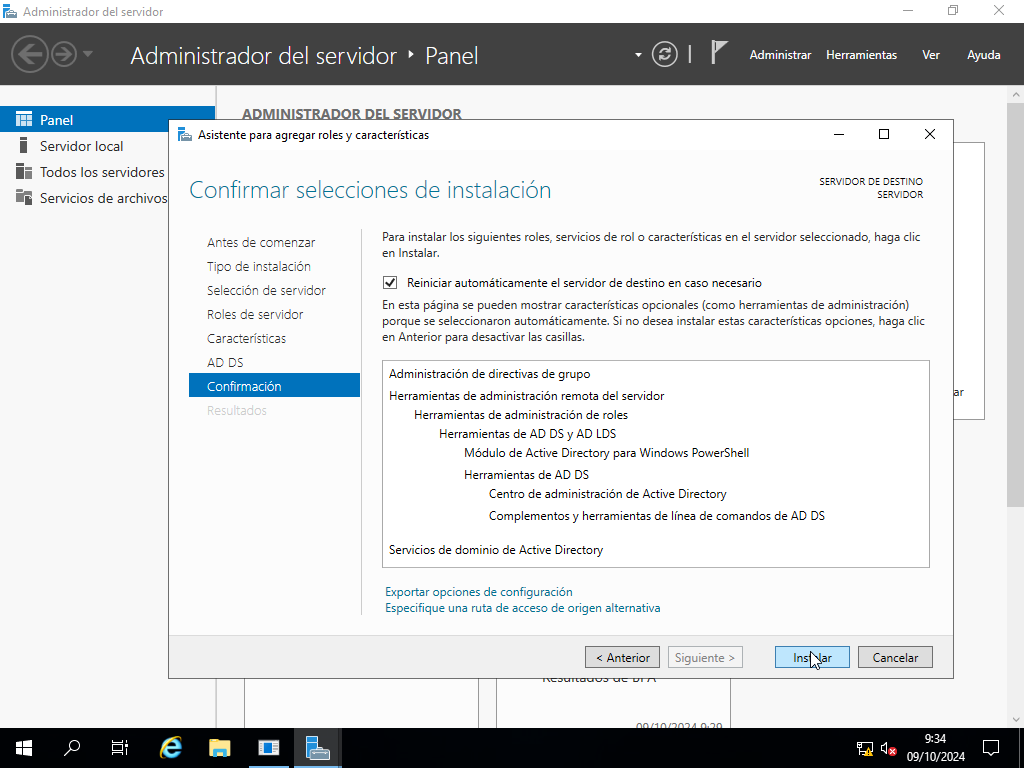 Administrador del servidor
Administrador del servidor ‣ Panel
Administrar Herramientas Ver Ayuda
Panel
Servidor local
Todos los servidores
Servicios de archivos
ADMINISTRADOR DEL SERVIDOR
Asistente para agregar roles y características
Confirmar selecciones de instalación
SERVIDOR DE DESTINO
SERVIDOR
Antes de comenzar
Tipo de instalación
Selección de servidor
Roles de servidor
Características
AD DS
Confirmación
Resultados
Para instalar los siguientes roles, servicios de rol o características en el servidor seleccionado, haga clic
en Instalar.
Reiniciar automáticamente el servidor de destino en caso necesario
En esta página se pueden mostrar características opcionales (como herramientas de administración)
porque se seleccionaron automáticamente. Si no desea instalar estas características opciones, haga clic
en Anterior para desactivar las casillas.
Administración de directivas de grupo
Herramientas de administración remota del servidor
Herramientas de administración de roles
Herramientas de AD DS y AD LDS
Módulo de Active Directory para Windows PowerShell
Herramientas de AD DS
Centro de administración de Active Directory
Complementos y herramientas de línea de comandos de AD DS
Servicios de dominio de Active Directory
Exportar opciones de configuración
Especifique una ruta de acceso de origen alternativa
< Anterior
Siguiente >
Instalar
Cancelar
ar
Resultados de BPA
09/10/2024 9:29
9:34
09/10/2024